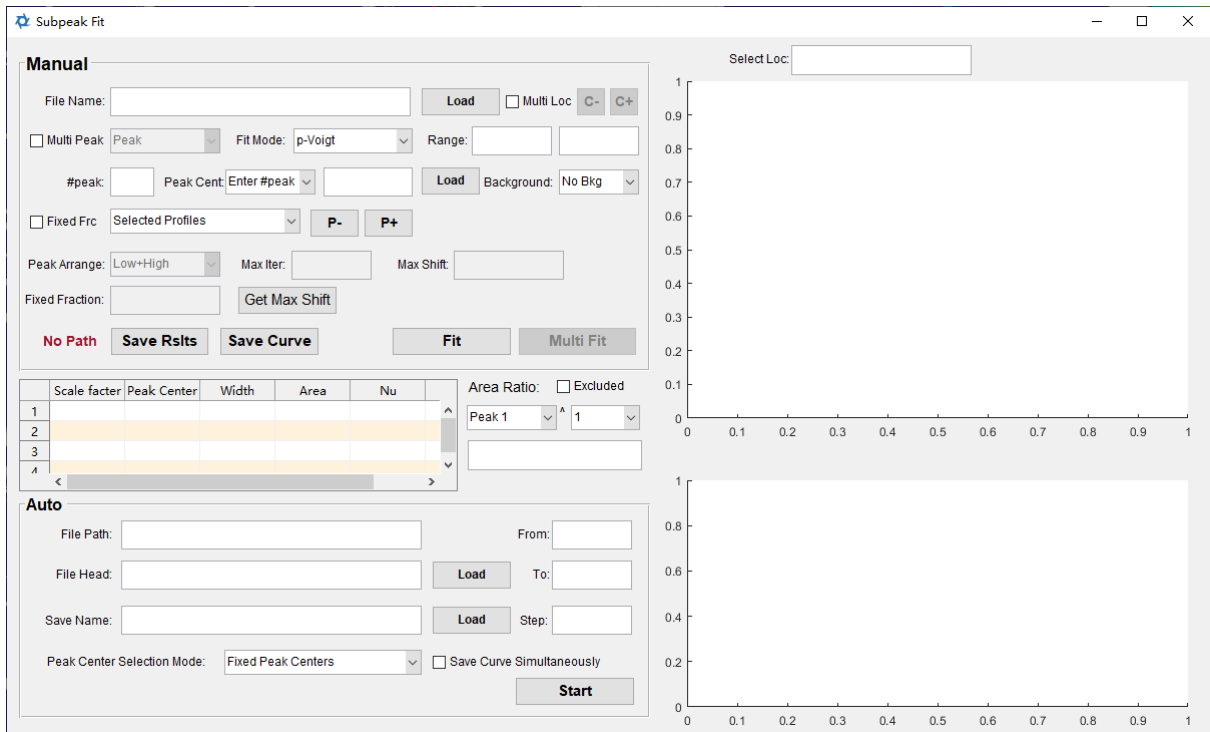 Subpeak Fit
Manual
File Name: Load Multi Loc C- C+
Multi Peak Peak Fit Mode: p-Voigt Range:
#peak: Peak Cent: Enter #peak Load Background: No Bkg
Fixed Frc Selected Profiles P- P+
Peak Arrange: Low+High Max Iter: Max Shift:
Fixed Fraction: Get Max Shift
No Path Save Rslts Save Curve Fit Multi Fit
Scale facter Peak Center Width Area Nu
1
2
3
4
Area Ratio: Excluded
Peak 1 ^ 1
Auto
File Path: From:
File Head: Load To:
Save Name: Load Step:
Peak Center Selection Mode: Fixed Peak Centers Save Curve Simultaneously
Start
Select Loc:
1
0.9
0.8
0.7
0.6
0.5
0.4
0.3
0.2
0.1
0
0 0.1 0.2 0.3 0.4 0.5 0.6 0.7 0.8 0.9 1
1
0.8
0.6
0.4
0.2
0
0 0.1 0.2 0.3 0.4 0.5 0.6 0.7 0.8 0.9 1